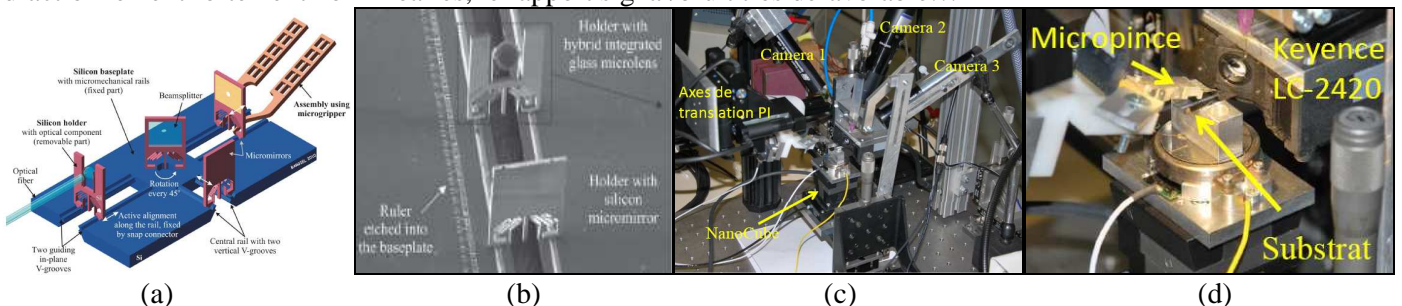 Silicon baseplate
with micromechanical rails
(fixed part)
Beamsplitter
Assembly using
microgripper
Silicon holder
with optical component
(removable part)
Micromirrors
Optical
fiber
Rotation
every 45°
Active alignment
along the rail, fixed
by snap connector
Central rail with two
vertical V-grooves
Two guiding
in-plane
V-grooves
Si
(a)
Holder with
hybrid integrated
glass microlens
Holder with
silicon
micromirror
Ruler
etched into
the baseplate
(b)
Camera 1
Camera 2
Camera 3
Axes de
translation PI
NanoCube
(c)
Micropince
Keyence
LC-2420
Substrat
(d)